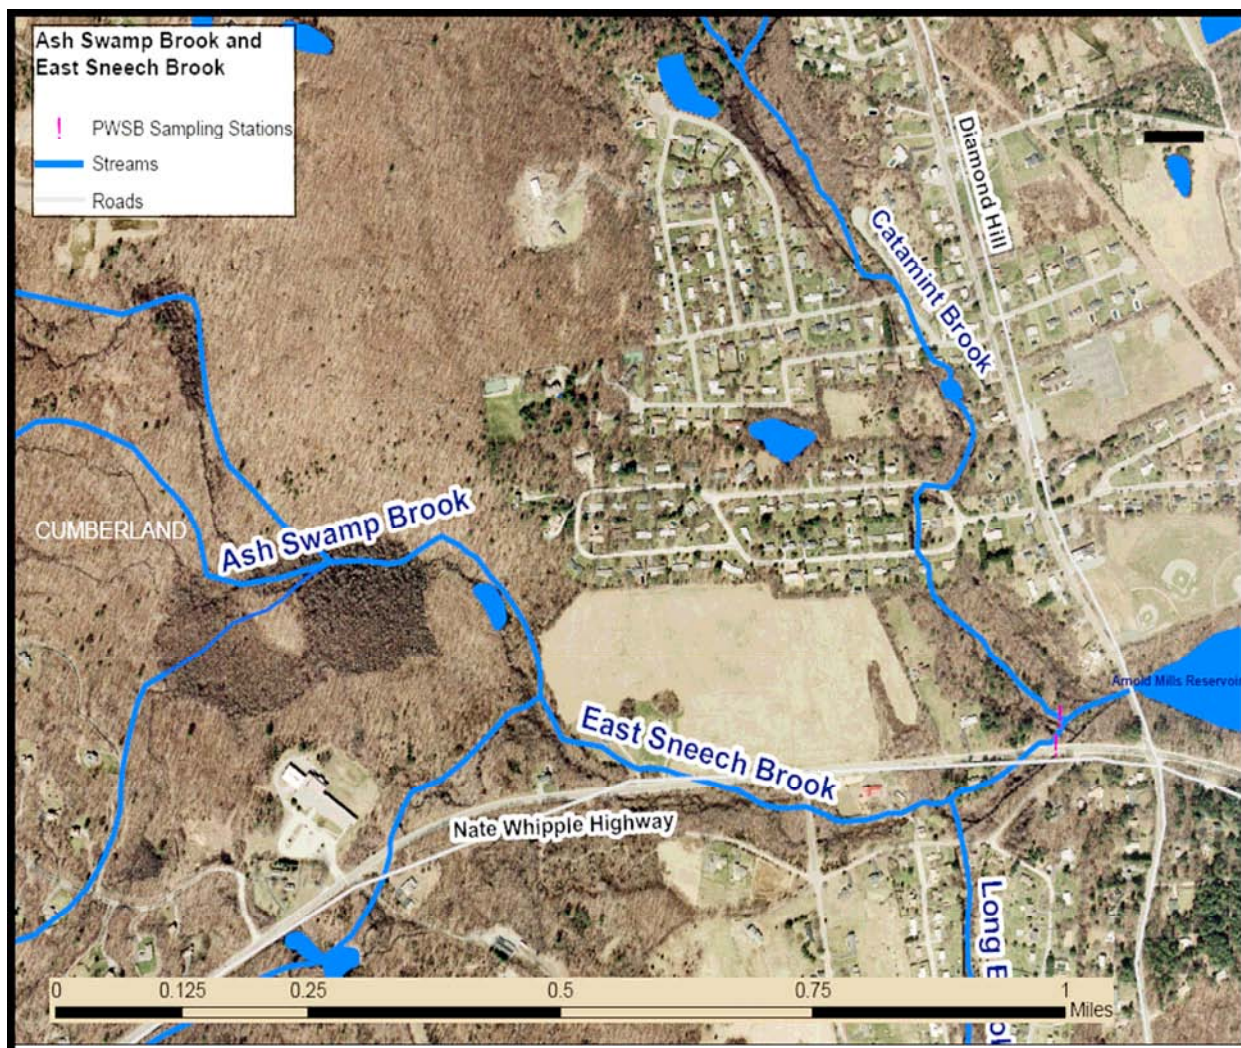 Ash Swamp Brook and
East Sneech Brook
! PWSB Sampling Stations
Streams
Roads
Diamond Hill
Catamint Brook
Ash Swamp Brook
CUMBERLAND
Arnold Mills Reservoir
East Sneech Brook
Nate Whipple Highway
Long
0 0.125 0.25 0.5 0.75 1
Miles